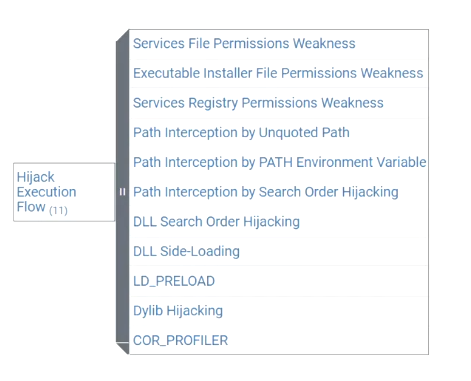 Services File Permissions Weakness
Executable Installer File Permissions Weakness
Services Registry Permissions Weakness
Path Interception by Unquoted Path
Path Interception by PATH Environment Variable
Hijack
Execution
Flow (11)
Path Interception by Search Order Hijacking
DLL Search Order Hijacking
DLL Side-Loading
LD_PRELOAD
Dylib Hijacking
COR_PROFILER